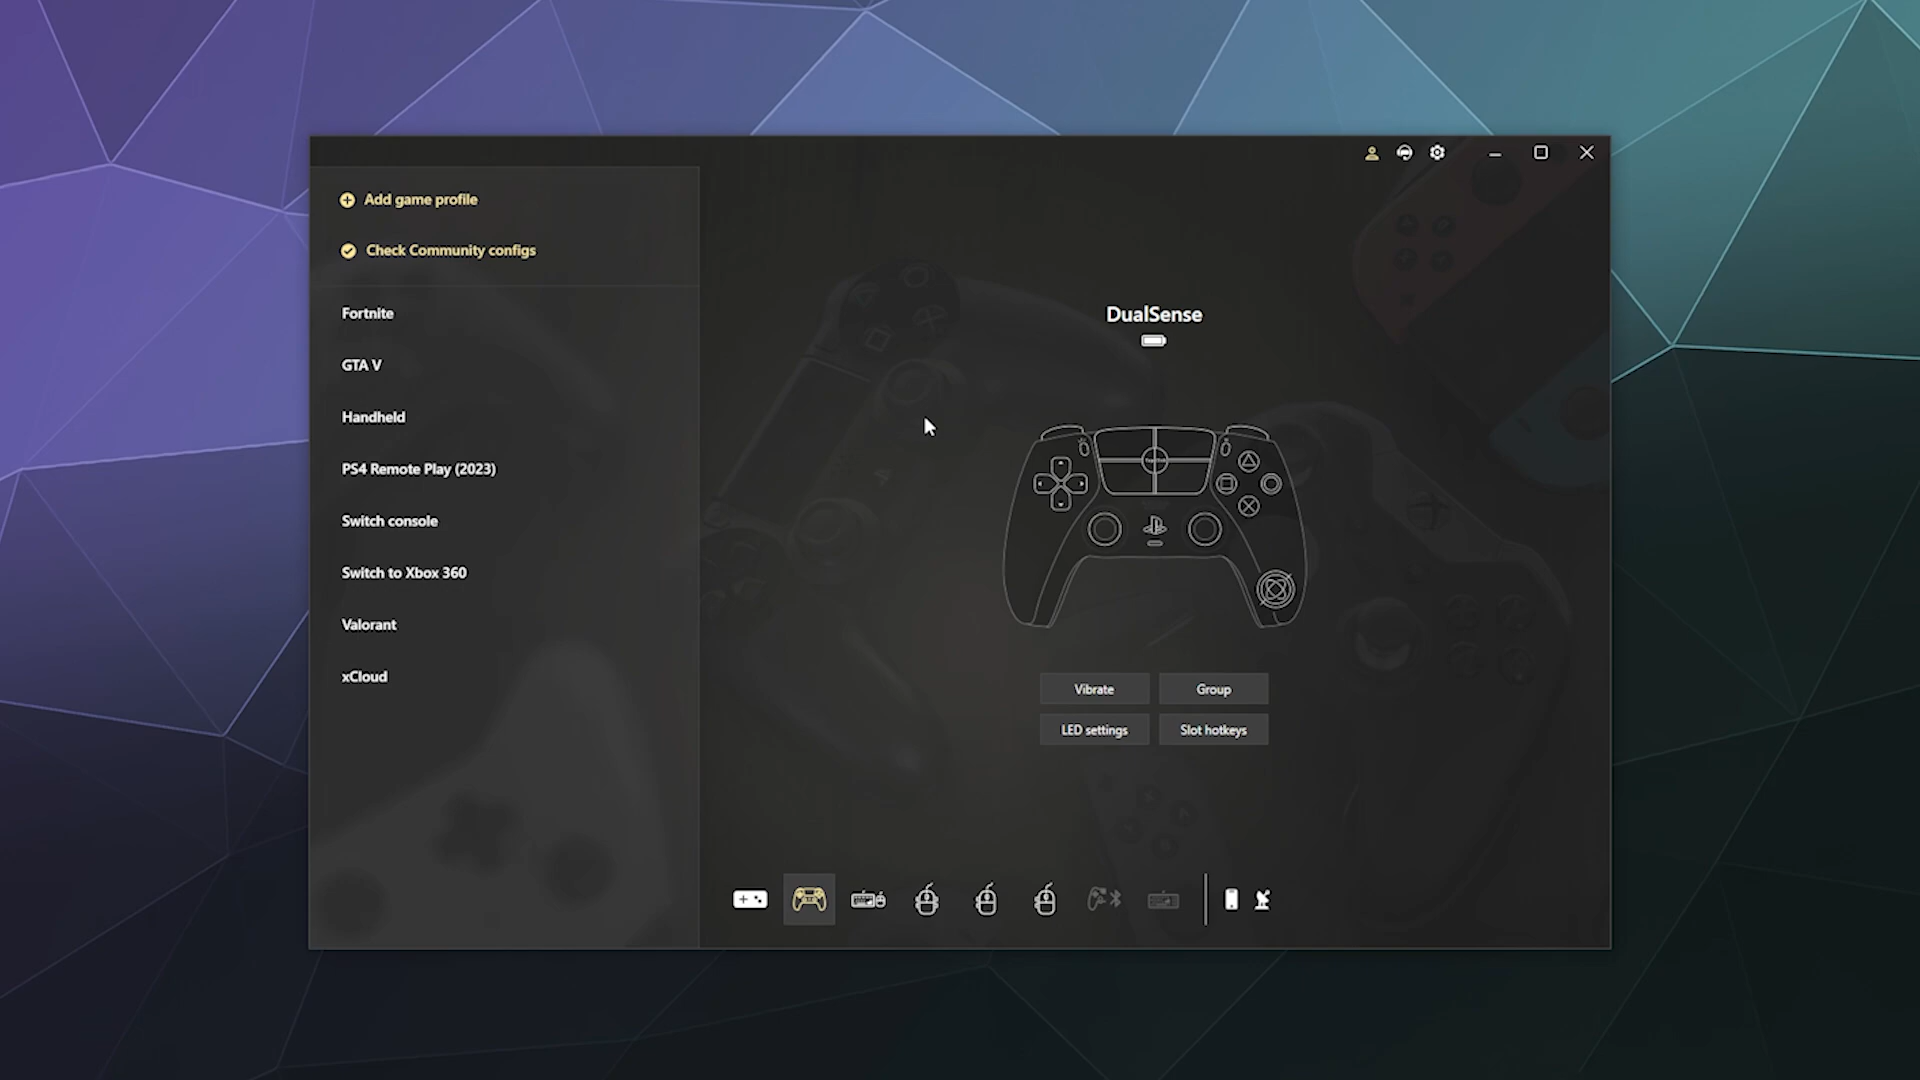 Add game profile
Check Community configs
Fortnite
GTA V
Handheld
PS4 Remote Play (2023)
Switch console
Switch to Xbox 360
Valorant
xCloud
DualSense
Vibrate
Group
LED settings
Slot hotkeys